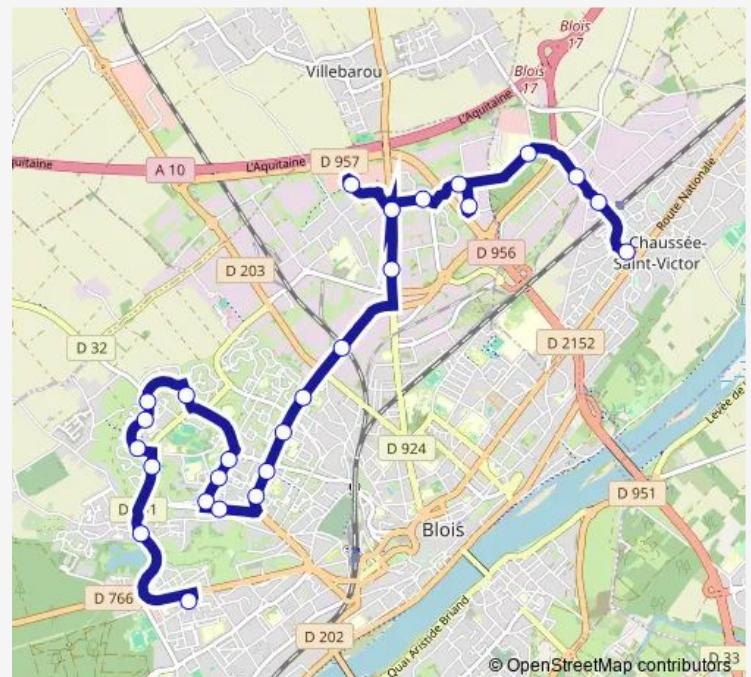 Blois
17
Villebarou
Blois
17
L'Aquitaine
uitaine
A 10
L'Aquitaine
D 957
Route Nationale
Chaussée-
Saint-Victor
D 956
D 203
D 32
D 2152
Levée de
D 924
D 951
Blois
D 766
D 202
Quai Aristide Briand
D 33
© OpenStreetMap contributors